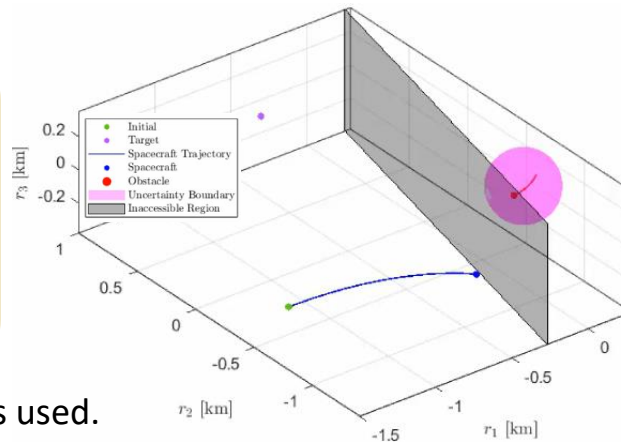 Initial
Target
Spacecraft Trajectory
Spacecraft
Obstacle
Uncertainty Boundary
Inaccessible Region
0.2
0
-0.2
r₃ [km]
1
0.5
0
-0.5
-1
r₂ [km]
-1.5
-1
-0.5
0
r₁ [km]
s used.